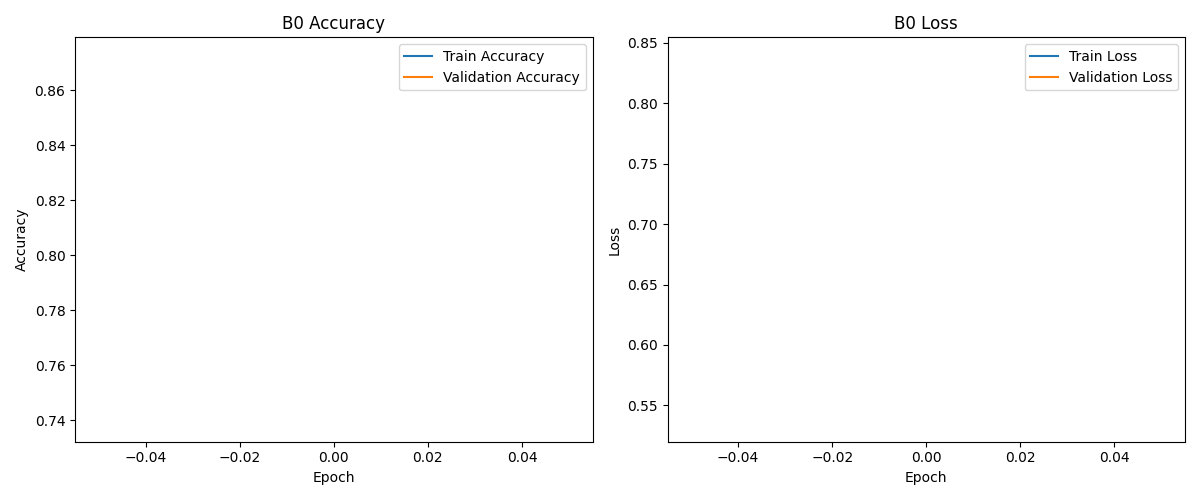 B0 Accuracy
Train Accuracy
Validation Accuracy
0.86
0.84
0.82
0.80
0.78
0.76
0.74
Accuracy
−0.04 −0.02 0.00 0.02 0.04
Epoch
B0 Loss
Train Loss
Validation Loss
0.85
0.80
0.75
0.70
0.65
0.60
0.55
Loss
−0.04 −0.02 0.00 0.02 0.04
Epoch